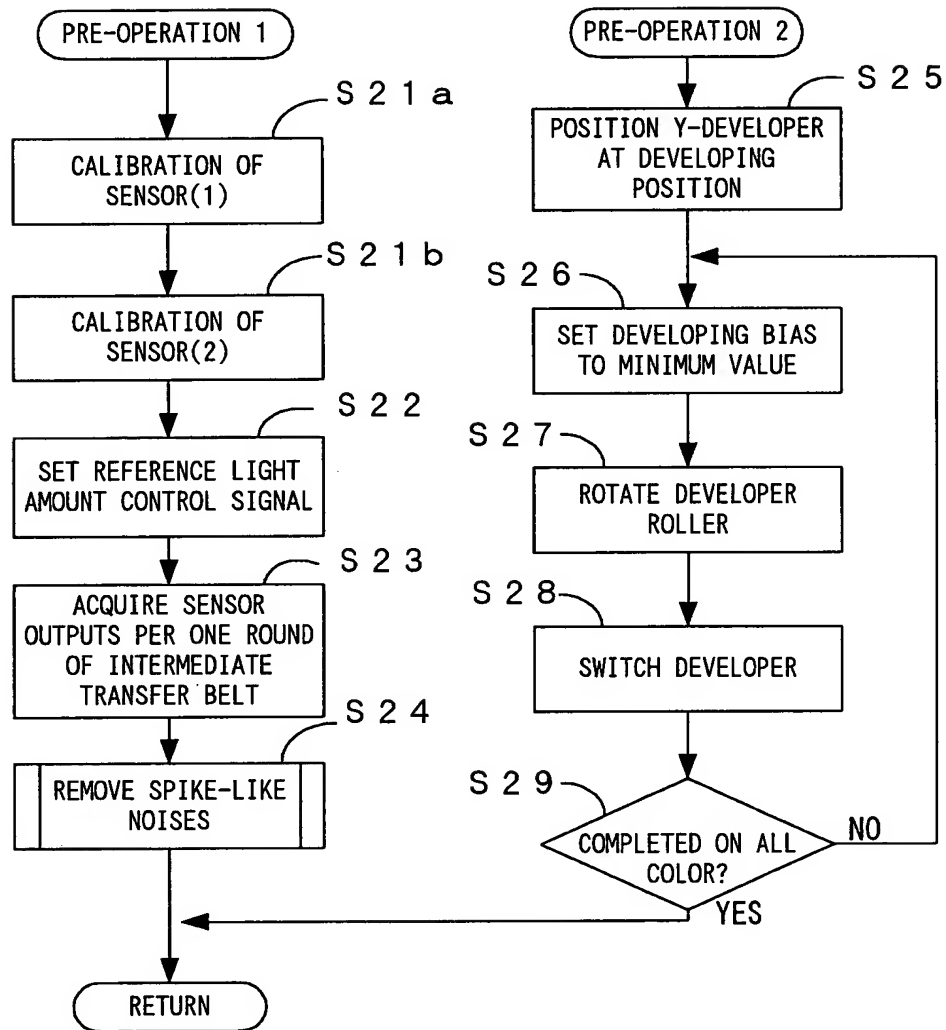 PRE-OPERATION 1
S21a
CALIBRATION OF
SENSOR(1)
S21b
CALIBRATION OF
SENSOR(2)
S22
SET REFERENCE LIGHT
AMOUNT CONTROL SIGNAL
S23
ACQUIRE SENSOR
OUTPUTS PER ONE ROUND
OF INTERMEDIATE
TRANSFER BELT
S24
REMOVE SPIKE-LIKE
NOISES
RETURN
PRE-OPERATION 2
S25
POSITION Y-DEVELOPER
AT DEVELOPING
POSITION
S26
SET DEVELOPING BIAS
TO MINIMUM VALUE
S27
ROTATE DEVELOPER
ROLLER
S28
SWITCH DEVELOPER
S29
COMPLETED ON ALL
COLOR?
NO
YES